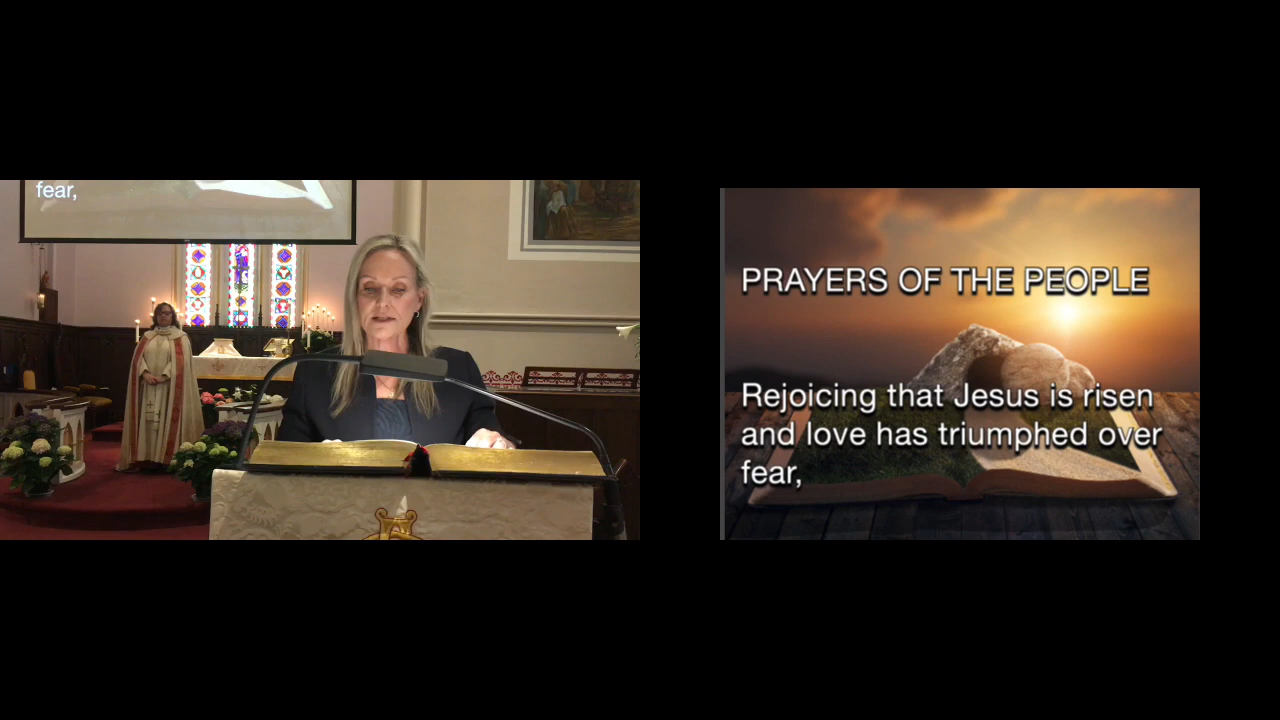 fear,
PRAYERS OF THE PEOPLE
Rejoicing that Jesus is risen
and love has triumphed over
fear,